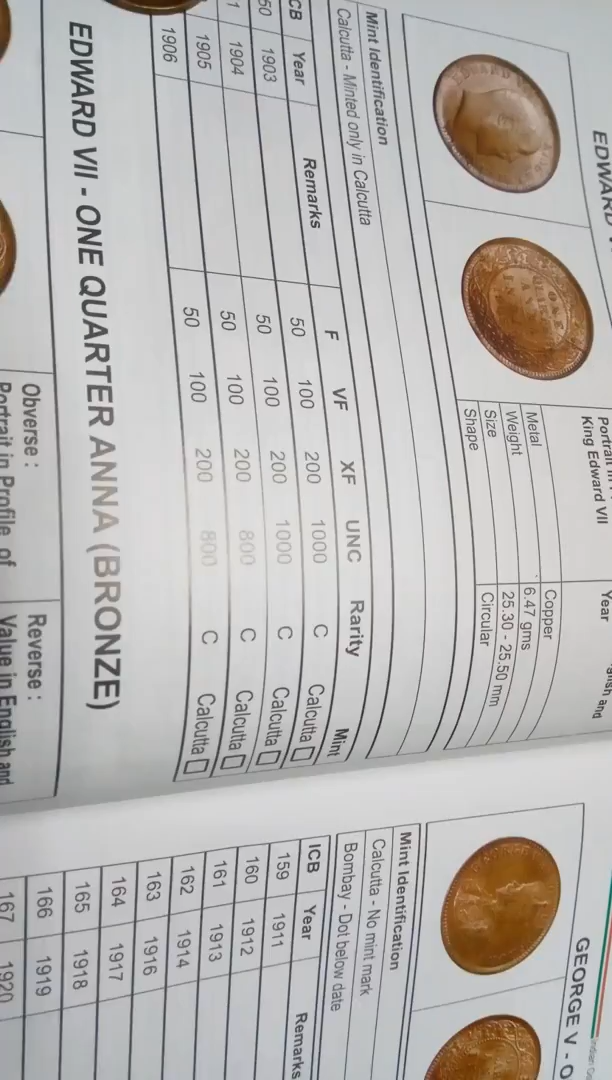 EDWARD V
Portrait in
King Edward VII
Year
glish and
Metal Copper
Weight 6.47 gms
Size 25.30 - 25.50 mm
Shape Circular
Mint Identification
Calcutta - Minted only in Calcutta
CB Year Remarks F VF XF UNC Rarity Mint
50 1903 50 100 200 1000 C Calcutta
1 1904 50 100 200 1000 C Calcutta
1905 50 100 200 800 C Calcutta
1906 50 100 200 800 C Calcutta
EDWARD VII - ONE QUARTER ANNA (BRONZE)
Obverse :
Portrait in Profile of
Reverse :
Value in English and
GEORGE V - O
Mint Identification
Calcutta - No mint mark
Bombay - Dot below date
ICB Year Remarks
159 1911
160 1912
161 1913
162 1914
163 1916
164 1917
165 1918
166 1919
167 1920